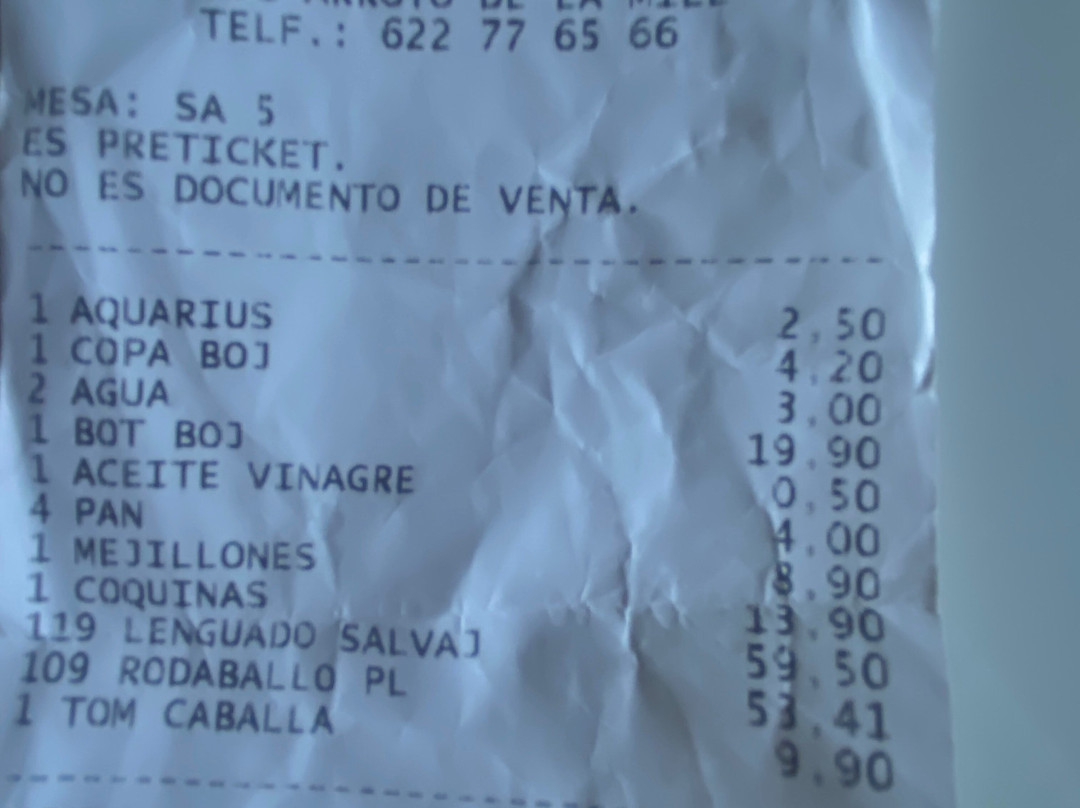 DE LA
TELF.: 622 77 65 66
MESA: SA 5
ES PRETICKET.
NO ES DOCUMENTO DE VENTA.
1 AQUARIUS 2,50
1 COPA BOJ 4,20
2 AGUA 3,00
1 BOT BOJ 19,90
1 ACEITE VINAGRE 0,50
4 PAN 4,00
1 MEJILLONES 8,90
1 COQUINAS 13,90
119 LENGUADO SALVAJ 59,50
109 RODABALLO PL 53,41
1 TOM CABALLA 9,90